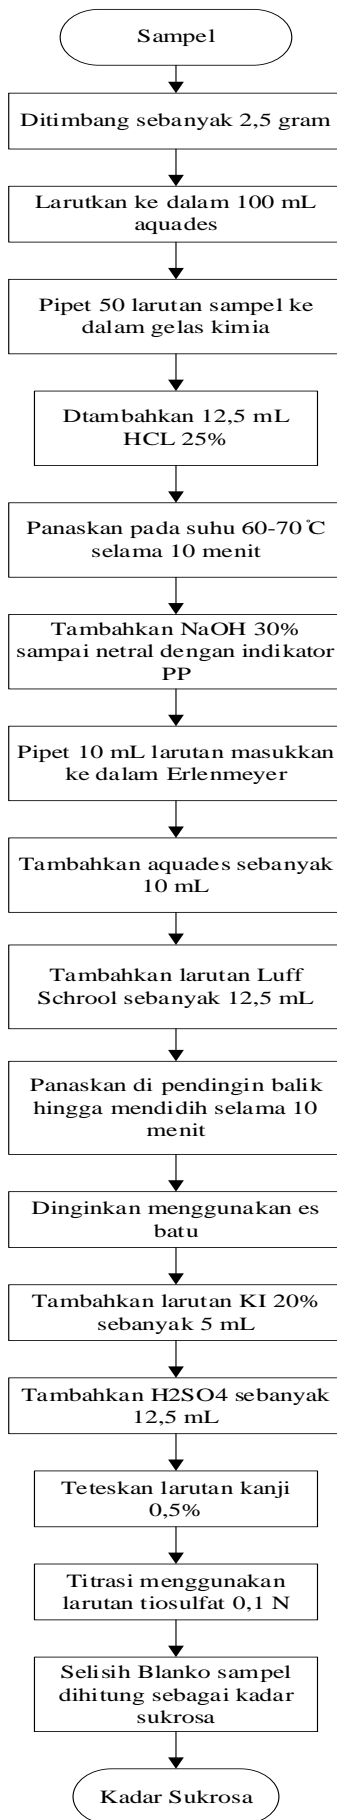 Sampel
Ditimbang sebanyak 2,5 gram
Larutkan ke dalam 100 mL
aquades
Pipet 50 larutan sampel ke
dalam gelas kimia
Dtambahkan 12,5 mL
HCL 25%
Panaskan pada suhu 60-70 ̊C
selama 10 menit
Tambahkan NaOH 30%
sampai netral dengan indikator
PP
Pipet 10 mL larutan masukkan
ke dalam Erlenmeyer
Tambahkan aquades sebanyak
10 mL
Tambahkan larutan Luff
Schrool sebanyak 12,5 mL
Panaskan di pendingin balik
hingga mendidih selama 10
menit
Dinginkan menggunakan es
batu
Tambahkan larutan KI 20%
sebanyak 5 mL
Tambahkan H2SO4 sebanyak
12,5 mL
Teteskan larutan kanji
0,5%
Titrasi menggunakan
larutan tiosulfat 0,1 N
Selisih Blanko sampel
dihitung sebagai kadar
sukrosa
Kadar Sukrosa